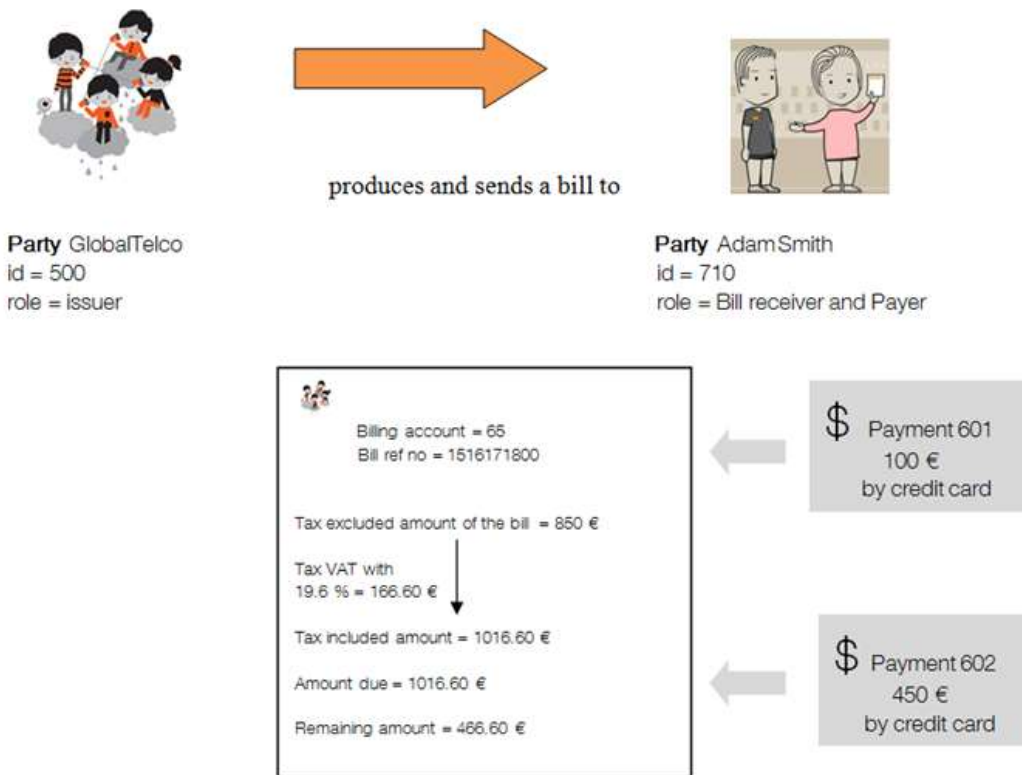 produces and sends a bill to
Party GlobalTelco
id = 500
role = issuer
Party Adam Smith
id = 710
role = Bill receiver and Payer
Billing account = 65
Bill ref no = 1516171800
Tax excluded amount of the bill = 850 €
Tax VAT with
19.6 % = 166.60 €
Tax included amount = 1016.60 €
Amount due = 1016.60 €
Remaining amount = 466.60 €
$ Payment 601
100 €
by credit card
$ Payment 602
450 €
by credit card